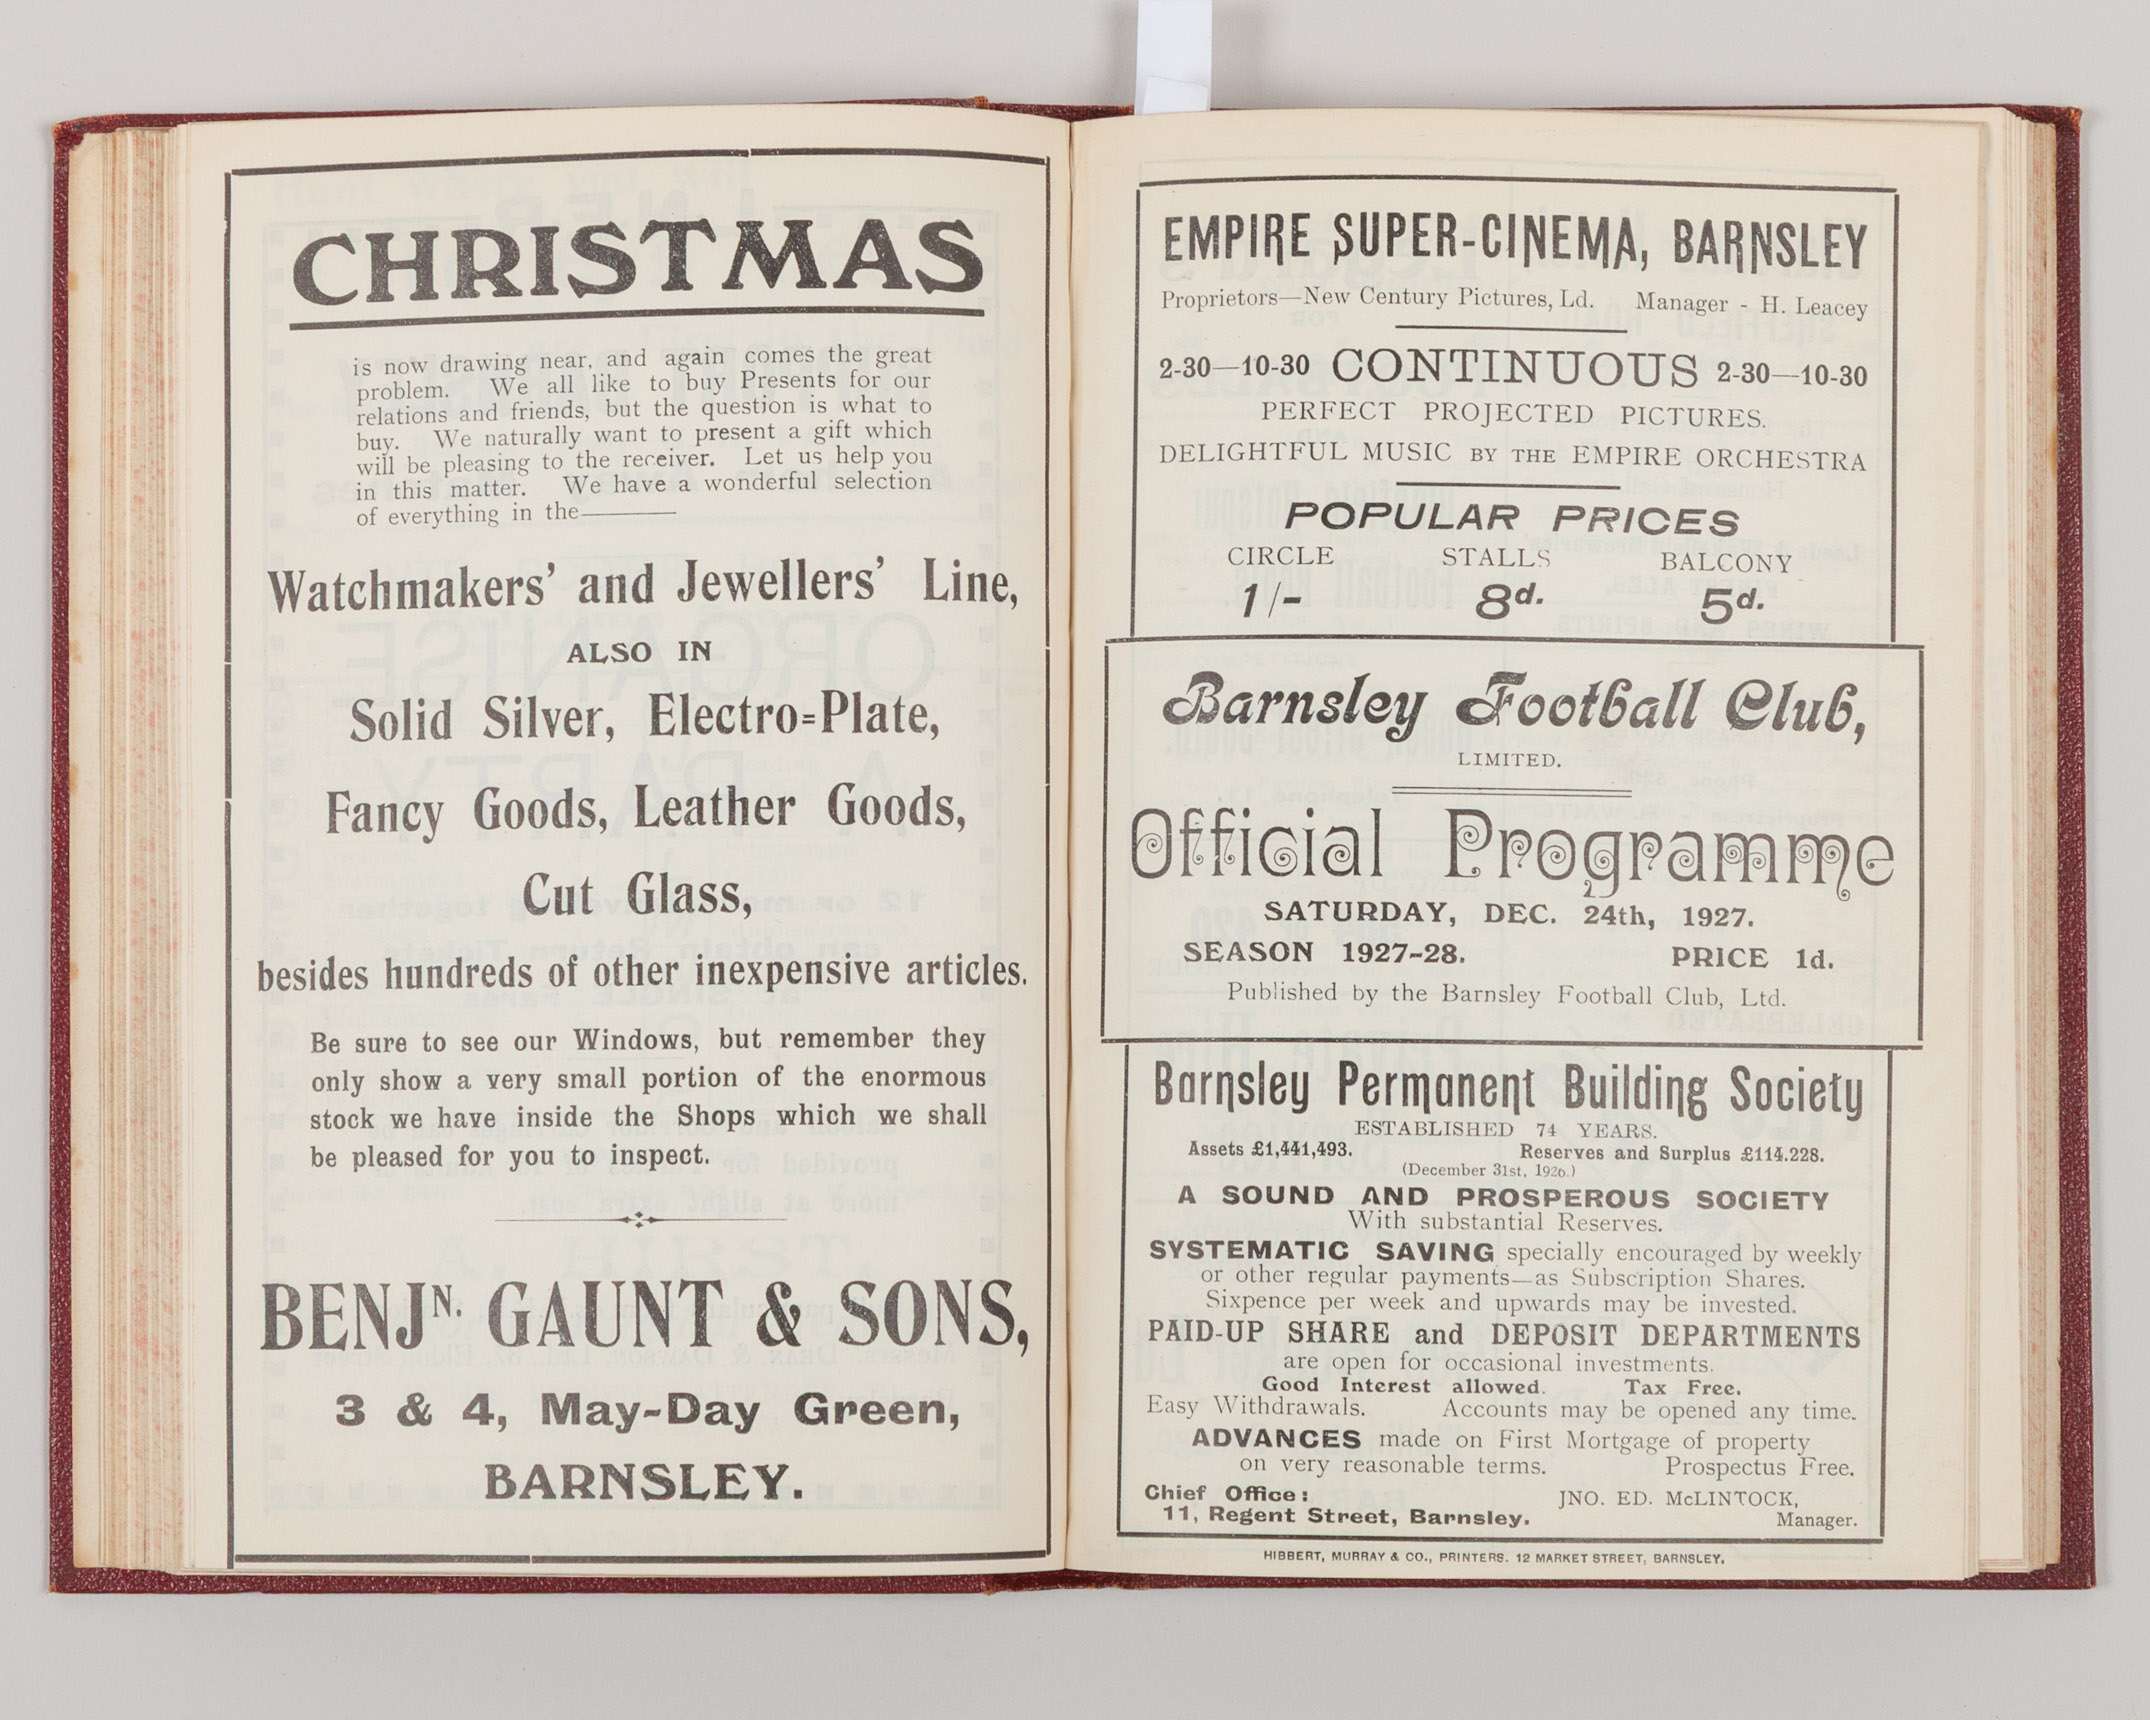 CHRISTMAS
is now drawing near, and again comes the great
problem. We all like to buy Presents for our
relations and friends, but the question is what to
buy. We naturally want to present a gift which
will be pleasing to the receiver. Let us help you
in this matter. We have a wonderful selection
of everything in the———
Watchmakers' and Jewellers' Line,
ALSO IN
Solid Silver, Electro=Plate,
Fancy Goods, Leather Goods,
Cut Glass,
besides hundreds of other inexpensive articles.
Be sure to see our Windows, but remember they
only show a very small portion of the enormous
stock we have inside the Shops which we shall
be pleased for you to inspect.
BENJN. GAUNT & SONS,
3 & 4, May-Day Green,
BARNSLEY.
EMPIRE SUPER-CINEMA, BARNSLEY
Proprietors—New Century Pictures, Ld. Manager - H. Leacey
2-30—10-30 CONTINUOUS 2-30—10-30
PERFECT PROJECTED PICTURES.
DELIGHTFUL MUSIC BY THE EMPIRE ORCHESTRA
POPULAR PRICES
CIRCLE STALLS BALCONY
1/- 8d. 5d.
Barnsley Football Club,
LIMITED.
Official Programme
SATURDAY, DEC. 24th, 1927.
SEASON 1927-28. PRICE 1d.
Published by the Barnsley Football Club, Ltd.
Barnsley Permanent Building Society
ESTABLISHED 74 YEARS.
Assets £1,441,493. Reserves and Surplus £114.228.
(December 31st, 1926.)
A SOUND AND PROSPEROUS SOCIETY
With substantial Reserves.
SYSTEMATIC SAVING specially encouraged by weekly
or other regular payments—as Subscription Shares.
Sixpence per week and upwards may be invested.
PAID-UP SHARE and DEPOSIT DEPARTMENTS
are open for occasional investments.
Good Interest allowed. Tax Free.
Easy Withdrawals. Accounts may be opened any time.
ADVANCES made on First Mortgage of property
on very reasonable terms. Prospectus Free.
Chief Office: JNO. ED. McLINTOCK,
11, Regent Street, Barnsley. Manager.
HIBBERT, MURRAY & CO., PRINTERS. 12 MARKET STREET, BARNSLEY.